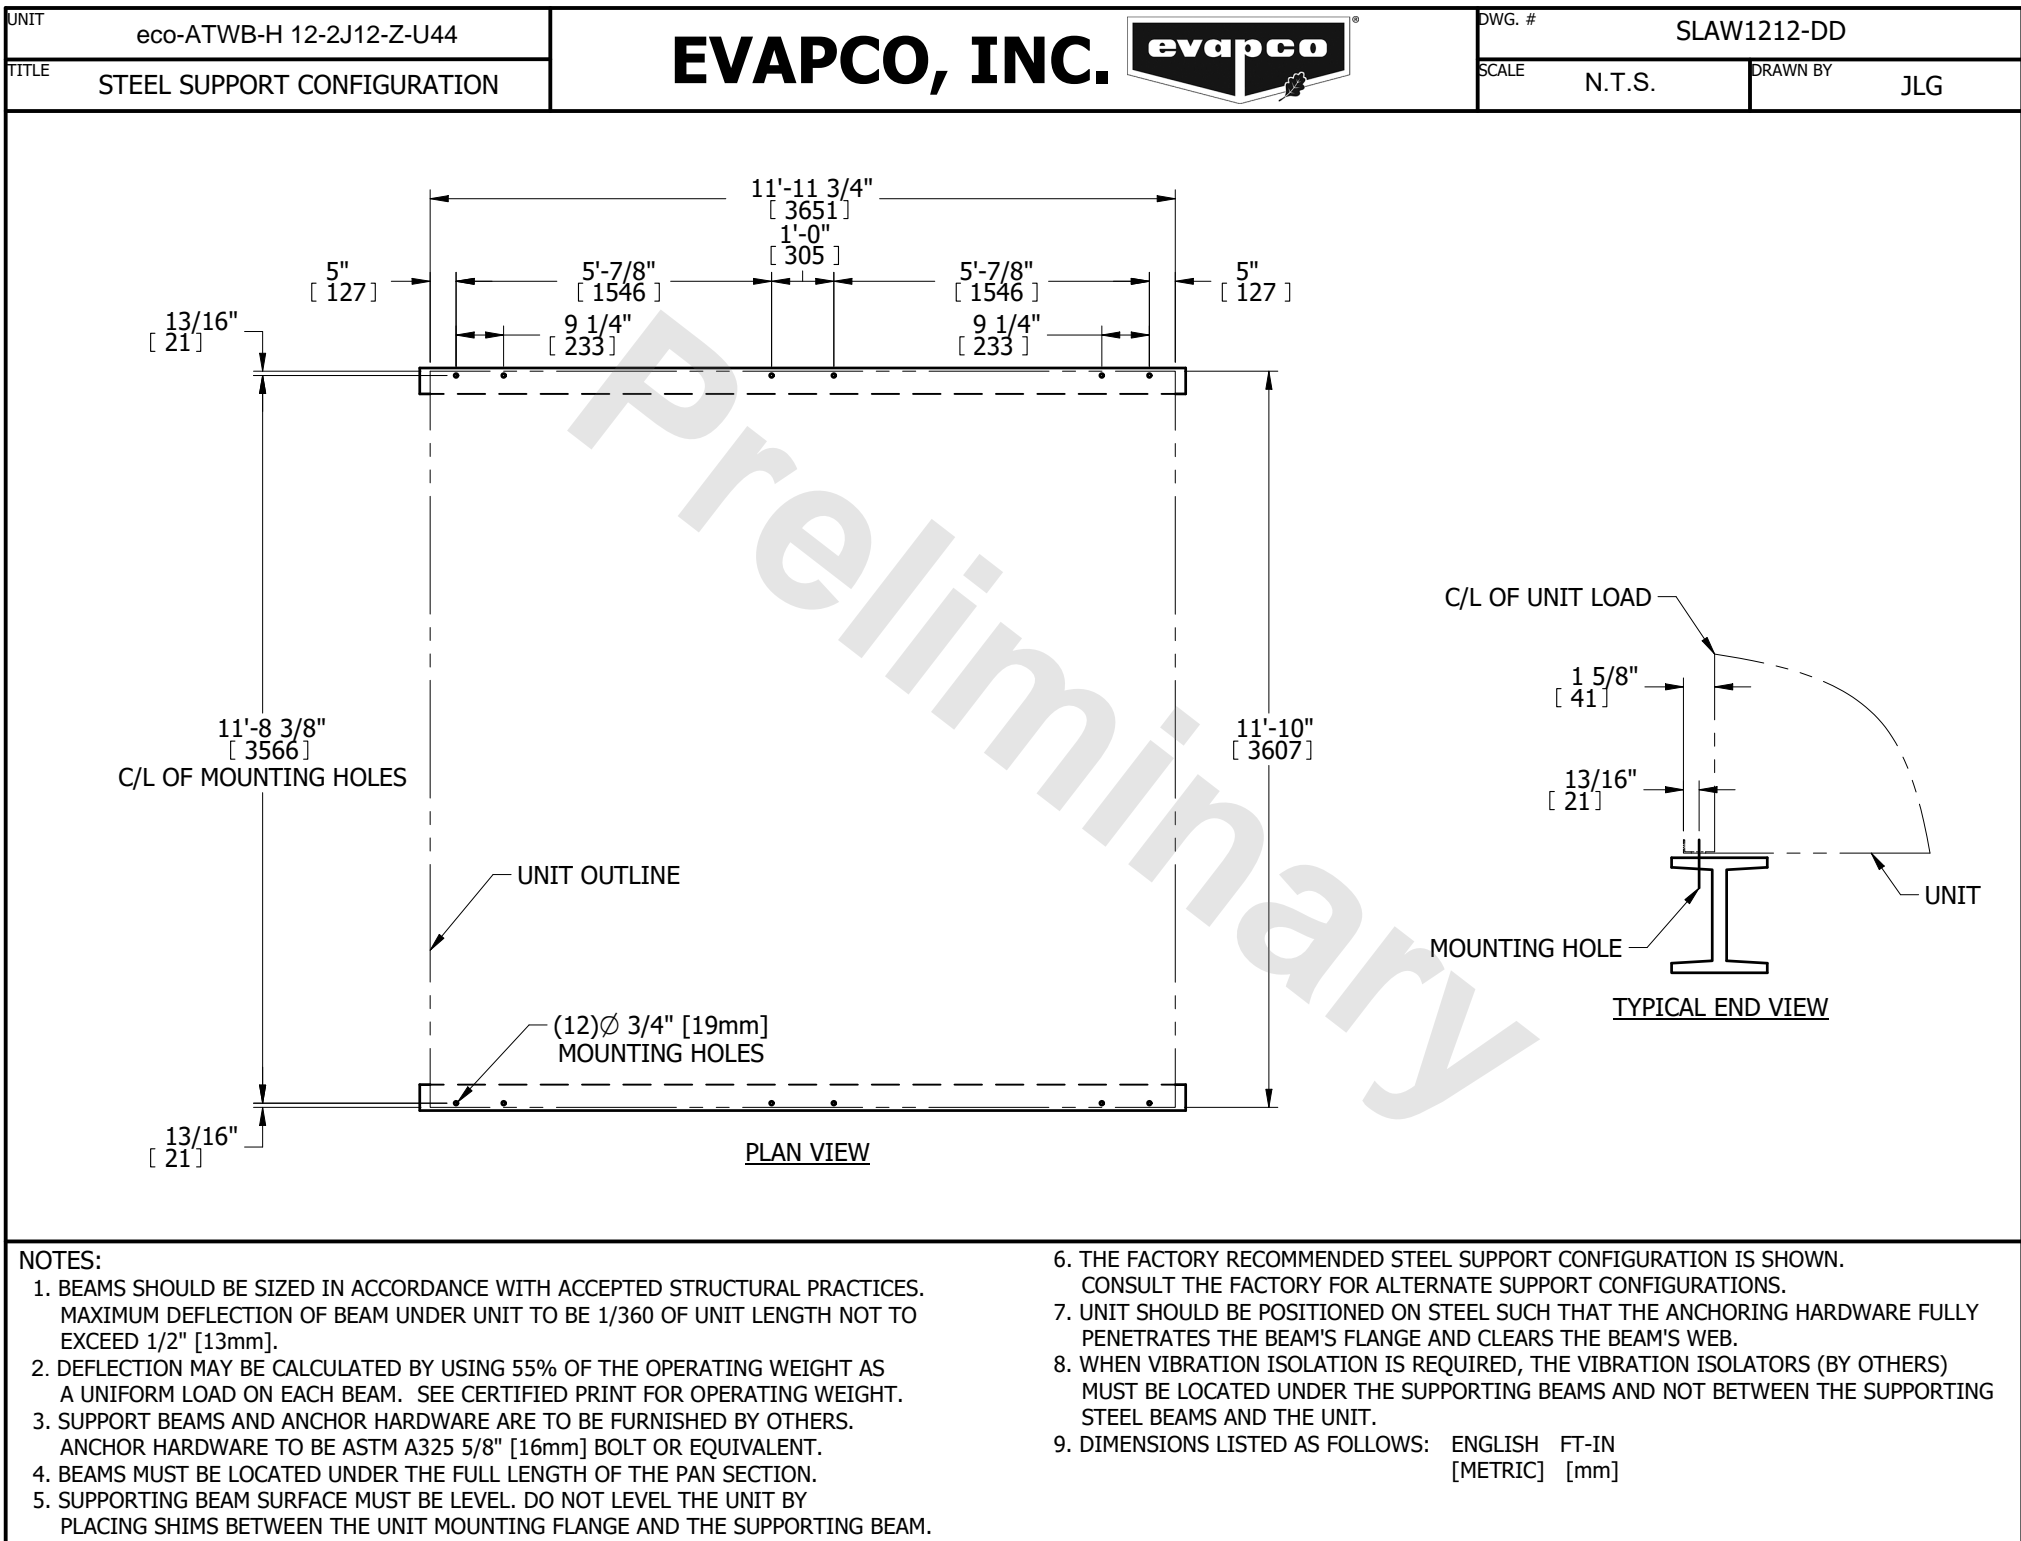 UNIT
eco-ATWB-H 12-2J12-Z-U44
TITLE
STEEL SUPPORT CONFIGURATION
EVAPCO, INC.
evapco
®
DWG. #
SLAW1212-DD
SCALE
N.T.S.
DRAWN BY
JLG
11'-11 3/4"
[ 3651]
1'-0"
[ 305 ]
5"
[ 127]
5'-7/8"
[ 1546 ]
5'-7/8"
[ 1546 ]
5"
[ 127 ]
13/16"
[ 21]
9 1/4"
[ 233]
9 1/4"
[ 233 ]
Preliminary
11'-8 3/8"
[ 3566]
C/L OF MOUNTING HOLES
11'-10"
[ 3607]
UNIT OUTLINE
(12)∅ 3/4" [19mm]
MOUNTING HOLES
13/16"
[ 21]
PLAN VIEW
C/L OF UNIT LOAD
1 5/8"
[ 41]
13/16"
[ 21]
UNIT
MOUNTING HOLE
TYPICAL END VIEW
NOTES:
1. BEAMS SHOULD BE SIZED IN ACCORDANCE WITH ACCEPTED STRUCTURAL PRACTICES.
MAXIMUM DEFLECTION OF BEAM UNDER UNIT TO BE 1/360 OF UNIT LENGTH NOT TO
EXCEED 1/2" [13mm].
2. DEFLECTION MAY BE CALCULATED BY USING 55% OF THE OPERATING WEIGHT AS
A UNIFORM LOAD ON EACH BEAM. SEE CERTIFIED PRINT FOR OPERATING WEIGHT.
3. SUPPORT BEAMS AND ANCHOR HARDWARE ARE TO BE FURNISHED BY OTHERS.
ANCHOR HARDWARE TO BE ASTM A325 5/8" [16mm] BOLT OR EQUIVALENT.
4. BEAMS MUST BE LOCATED UNDER THE FULL LENGTH OF THE PAN SECTION.
5. SUPPORTING BEAM SURFACE MUST BE LEVEL. DO NOT LEVEL THE UNIT BY
PLACING SHIMS BETWEEN THE UNIT MOUNTING FLANGE AND THE SUPPORTING BEAM.
6. THE FACTORY RECOMMENDED STEEL SUPPORT CONFIGURATION IS SHOWN.
CONSULT THE FACTORY FOR ALTERNATE SUPPORT CONFIGURATIONS.
7. UNIT SHOULD BE POSITIONED ON STEEL SUCH THAT THE ANCHORING HARDWARE FULLY
PENETRATES THE BEAM'S FLANGE AND CLEARS THE BEAM'S WEB.
8. WHEN VIBRATION ISOLATION IS REQUIRED, THE VIBRATION ISOLATORS (BY OTHERS)
MUST BE LOCATED UNDER THE SUPPORTING BEAMS AND NOT BETWEEN THE SUPPORTING
STEEL BEAMS AND THE UNIT.
9. DIMENSIONS LISTED AS FOLLOWS: ENGLISH FT-IN
[METRIC] [mm]